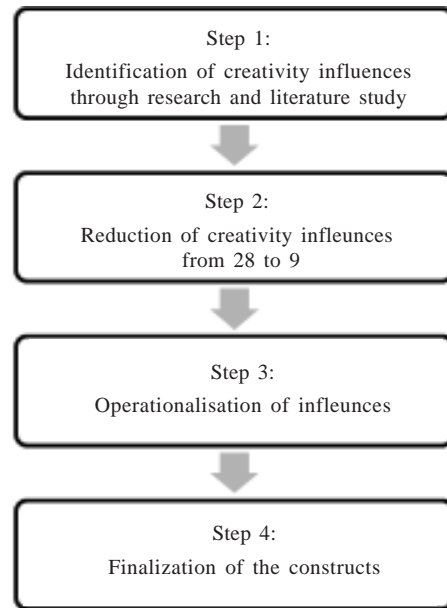 Step 1:
Identification of creativity influences
through research and literature study
Step 2:
Reduction of creativity infleunces
from 28 to 9
Step 3:
Operationalisation of infleunces
Step 4:
Finalization of the constructs